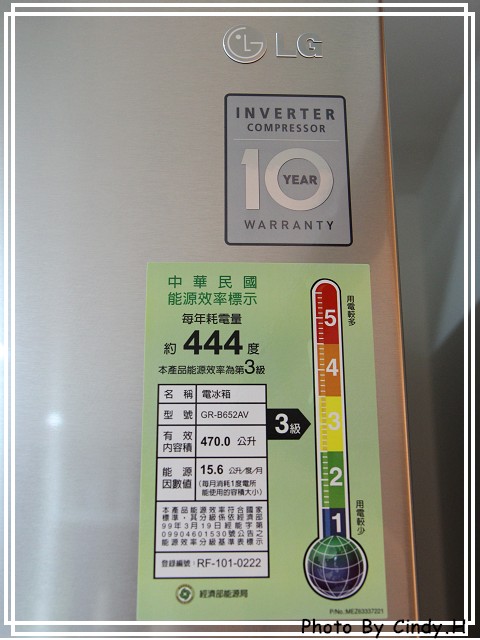 LG
INVERTER
COMPRESSOR
10
YEAR
WARRANTY
中華民國
能源效率標示
每年耗電量
約 444 度
本產品能源效率為第3級
名稱 電冰箱
型號 GR-B652AV
有效內容積 470.0 公升
能源因數值 15.6 公升/度/月
(每月消耗1度電所
能使用的容積大小)
本產品能源效率符合國家
標準,其分級係依經濟部
99年3月19日經能字第
09904601530號公告之
能源效率分級基準表標示
登錄編號:RF-101-0222
經濟部能源局
3級
用電較多
5
4
3
2
1
用電較少
P/No. MEZ63337221
Photo By Cindy.H